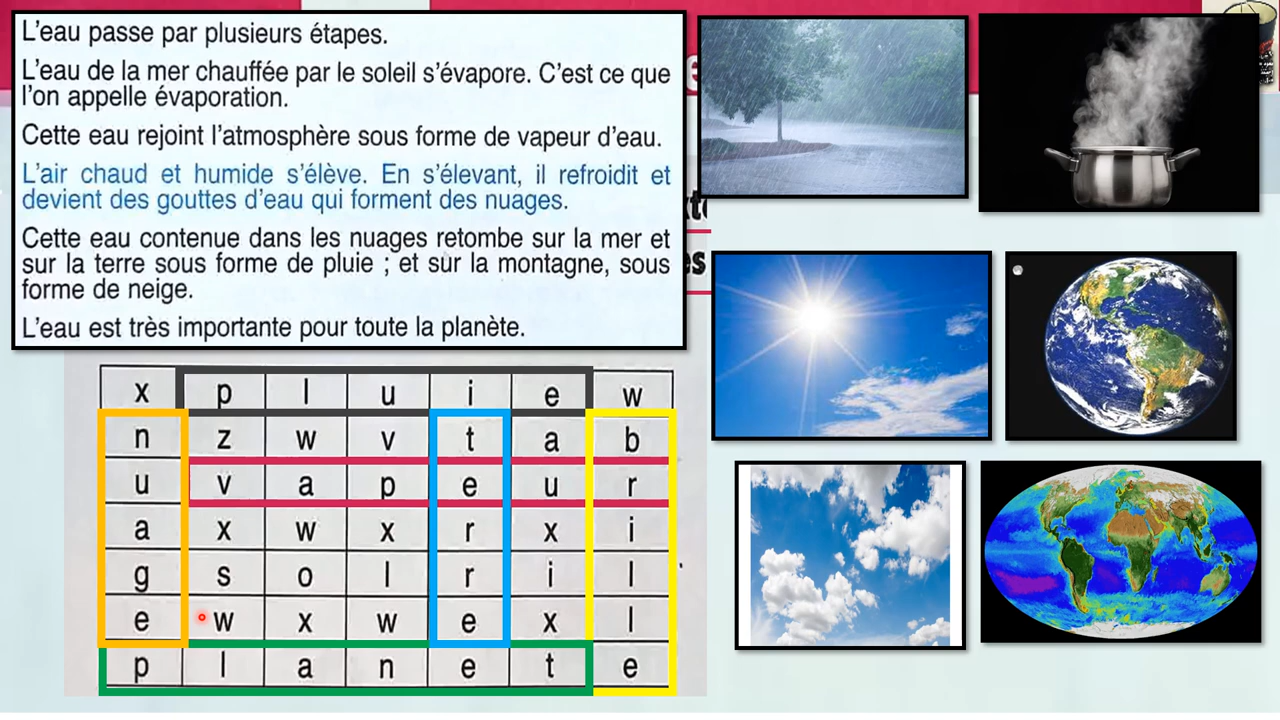 L'eau passe par plusieurs étapes.
L'eau de la mer chauffée par le soleil s'évapore. C'est ce que
l'on appelle évaporation.
Cette eau rejoint l'atmosphère sous forme de vapeur d'eau.
L'air chaud et humide s'élève. En s'élevant, il refroidit et
devient des gouttes d'eau qui forment des nuages.
Cette eau contenue dans les nuages retombe sur la mer et
sur la terre sous forme de pluie ; et sur la montagne, sous
forme de neige.
L'eau est très importante pour toute la planète.
x p l u i e w
n z w v t a b
u v a p e u r
a x w x r x i
g s o l r i l
e w x w e x l
p l a n e t e